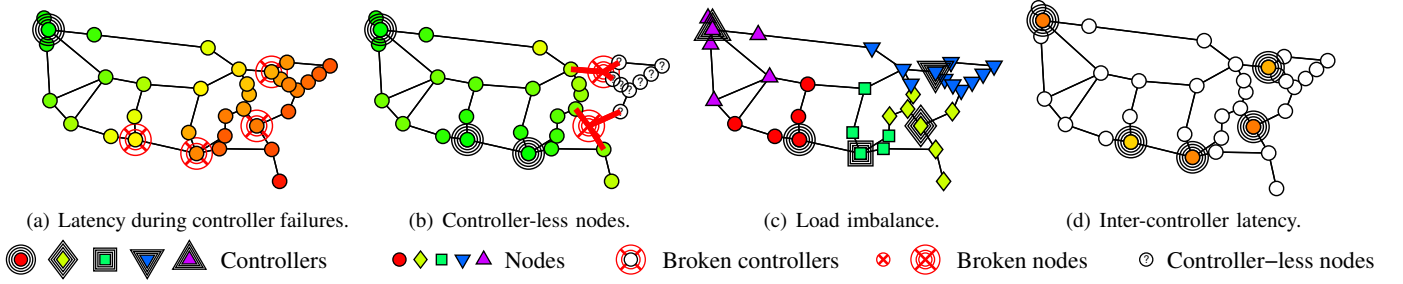 ? ? ? ? ? ? ?
(a) Latency during controller failures. (b) Controller-less nodes. (c) Load imbalance. (d) Inter-controller latency.
Controllers Nodes Broken controllers Broken nodes ? Controller−less nodes